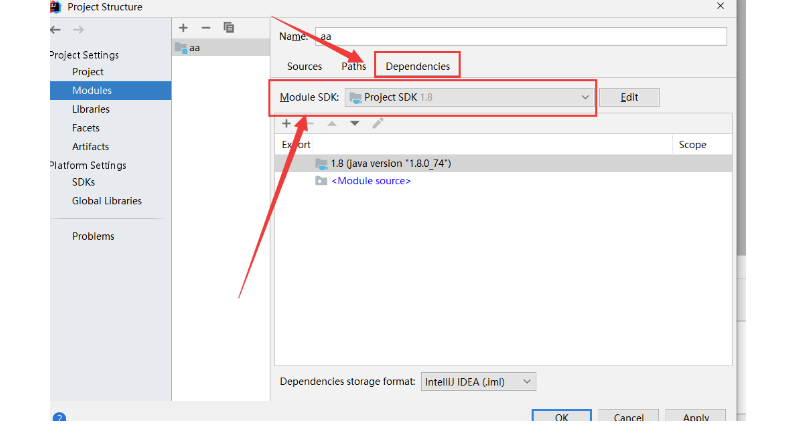 Project Structure
Project Settings
Project
Modules
Libraries
Facets
Artifacts
Platform Settings
SDKs
Global Libraries
Problems
aa
Name: aa
Sources Paths Dependencies
Module SDK: Project SDK 1.8 Edit
Export Scope
1.8 (java version "1.8.0_74")
<Module source>
Dependencies storage format: IntelliJ IDEA (.iml)
? OK Cancel Apply